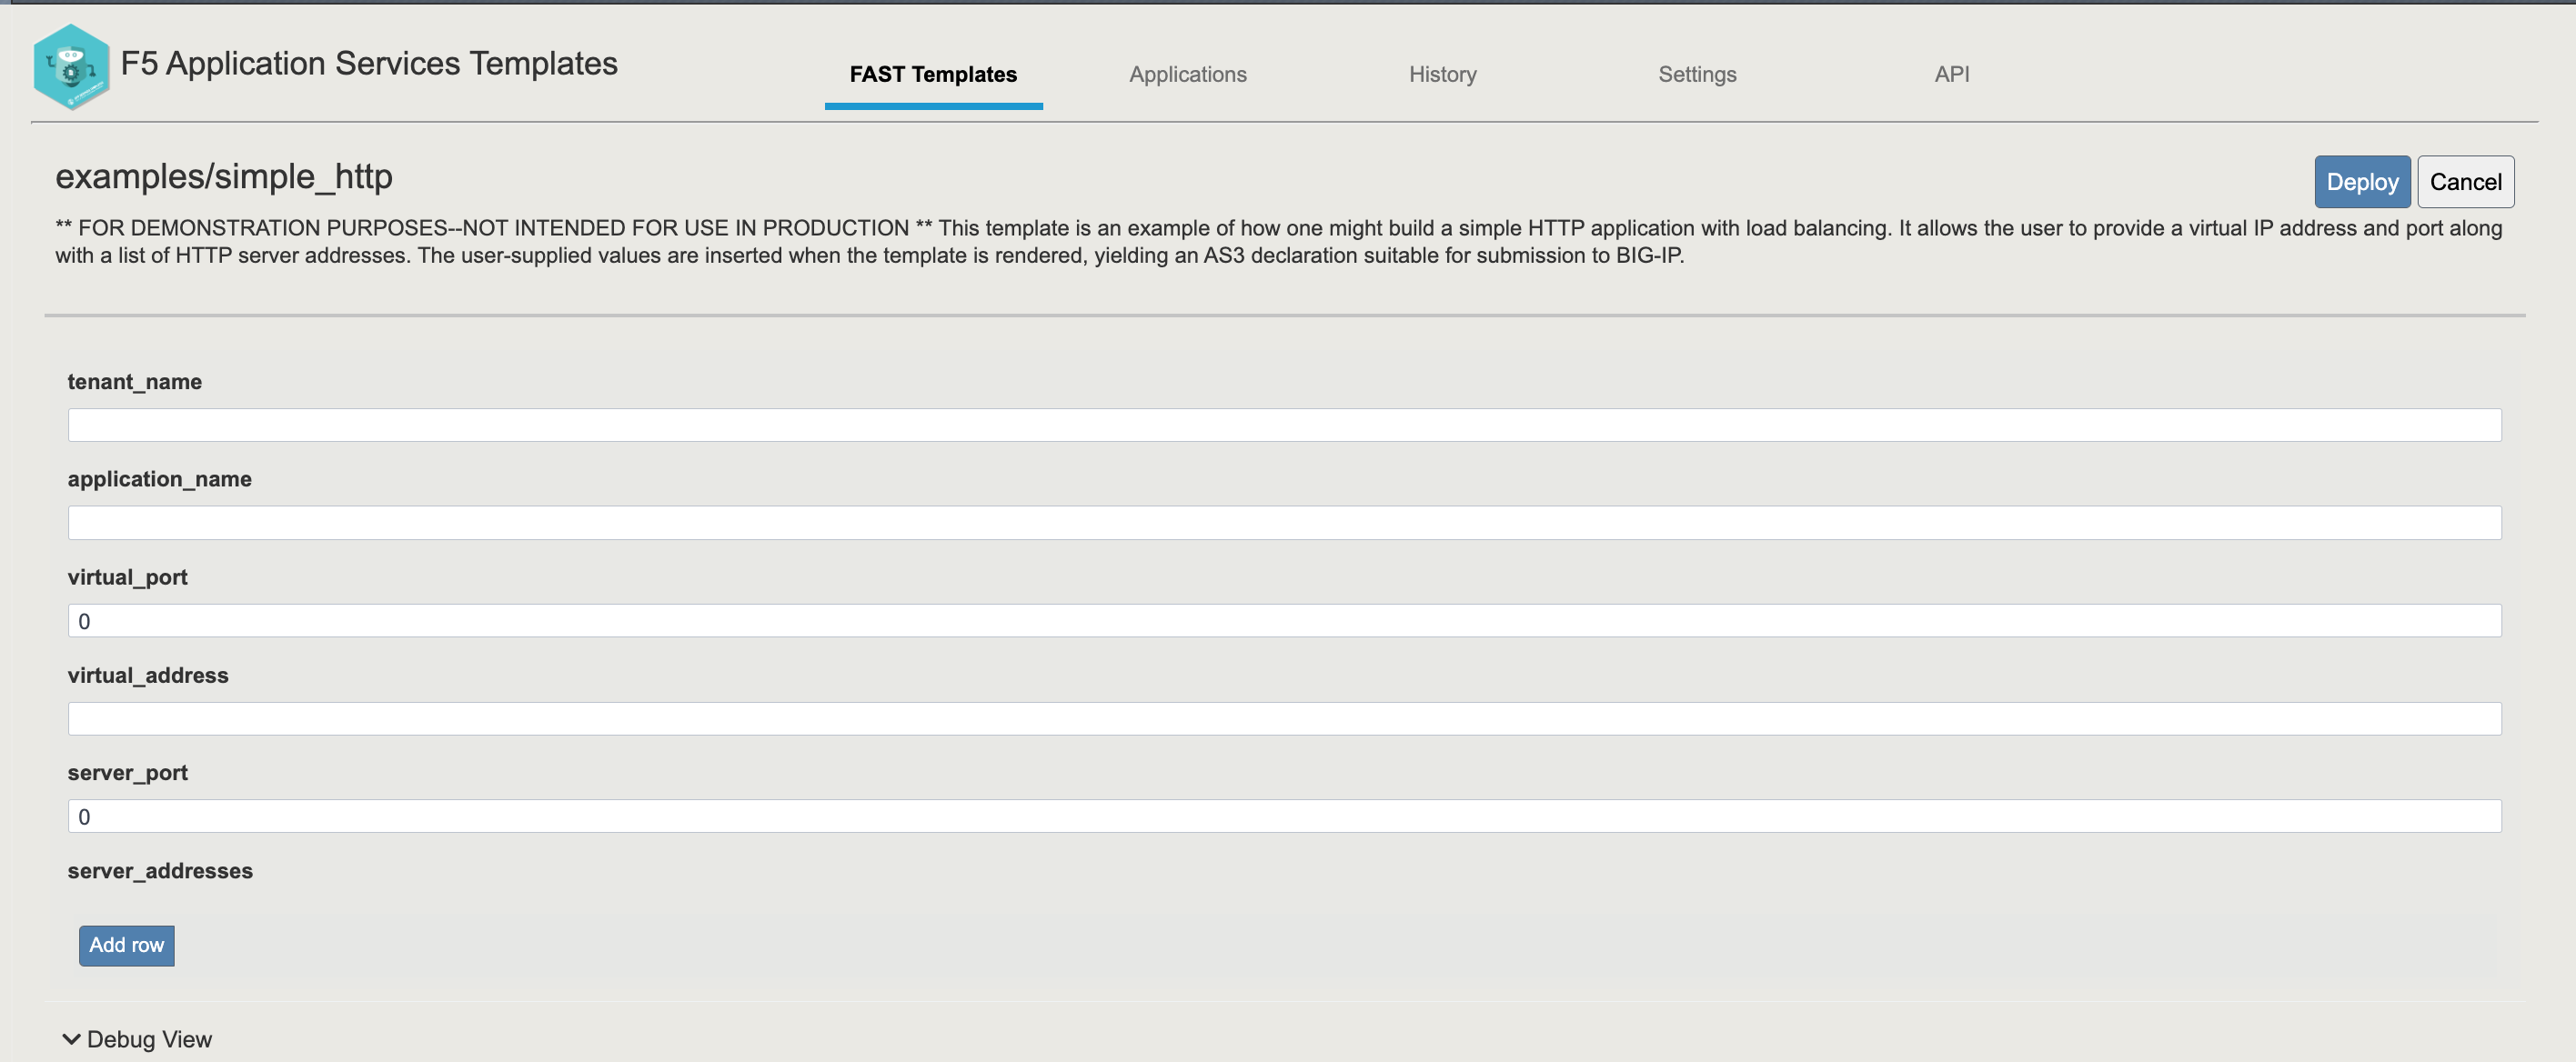 F5 Application Services Templates
FAST Templates
Applications
History
Settings
API
examples/simple_http
Deploy
Cancel
** FOR DEMONSTRATION PURPOSES--NOT INTENDED FOR USE IN PRODUCTION ** This template is an example of how one might build a simple HTTP application with load balancing. It allows the user to provide a virtual IP address and port along
with a list of HTTP server addresses. The user-supplied values are inserted when the template is rendered, yielding an AS3 declaration suitable for submission to BIG-IP.
tenant_name
application_name
virtual_port
0
virtual_address
server_port
0
server_addresses
Add row
Debug View